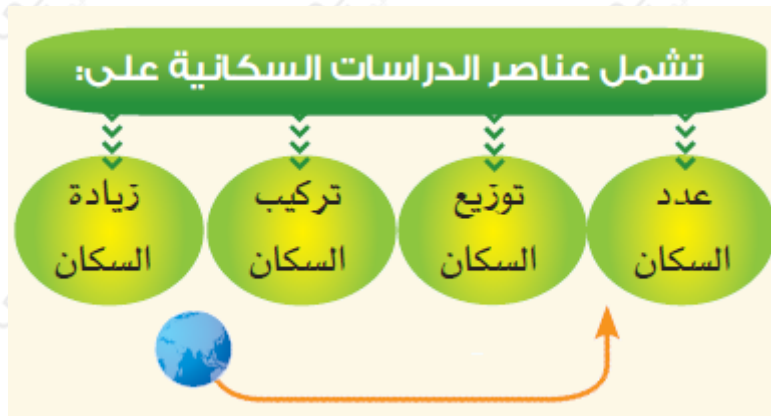 تشمل عناصر الدراسات السكانية على:
عدد
السكان
توزيع
السكان
تركيب
السكان
زيادة
السكان